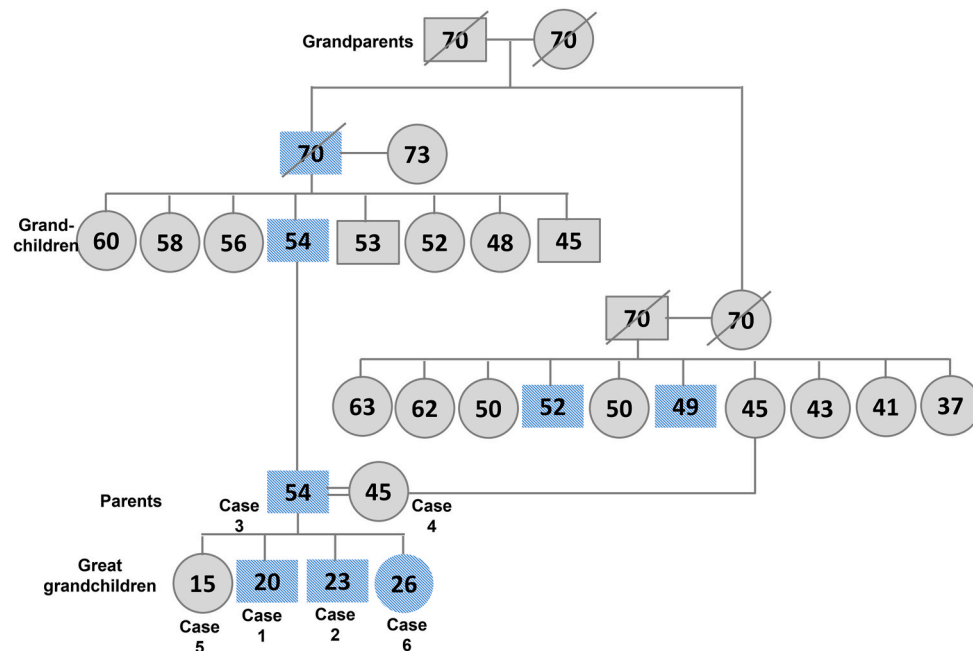 Grandparents 70 70
70 73
Grand-
children
60 58 56 54 53 52 48 45
70 70
63 62 50 52 50 49 45 43 41 37
Parents 54 45
Case
3
Case
4
Great
grandchildren
15 20 23 26
Case
5
Case
1
Case
2
Case
6